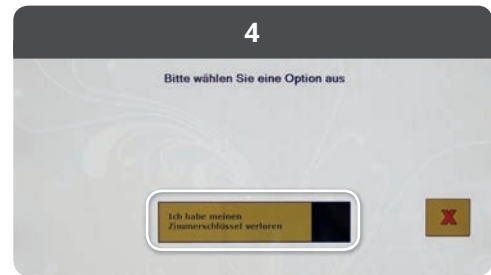 4
Bitte wählen Sie eine Option aus
Ich habe meinen
Zimmerschlüssel verloren
X